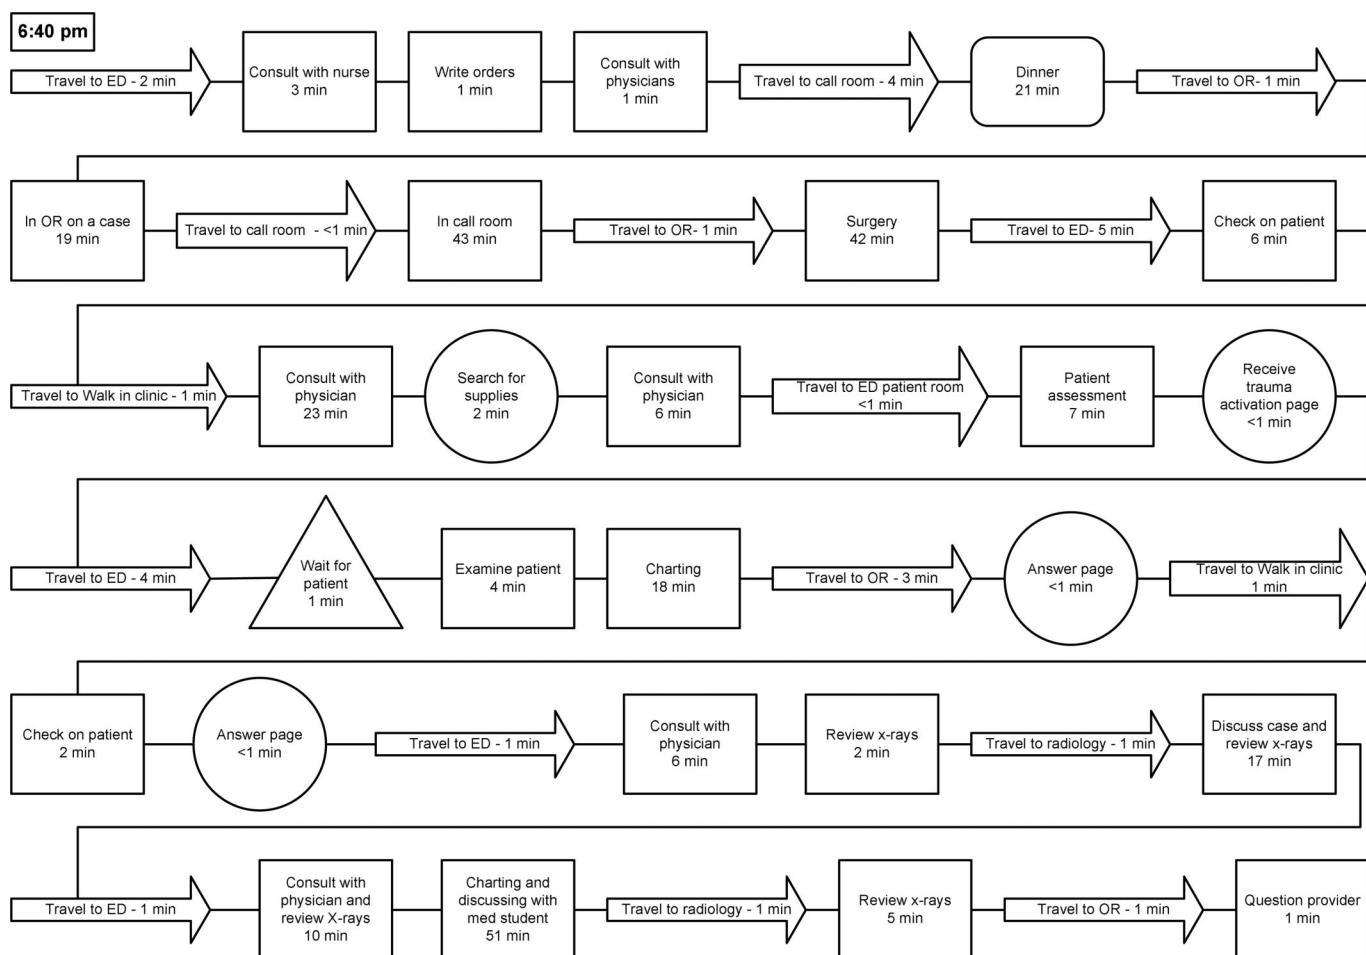 6:40 pm
Travel to ED - 2 min
Consult with nurse
3 min
Write orders
1 min
Consult with
physicians
1 min
Travel to call room - 4 min
Dinner
21 min
Travel to OR- 1 min
In OR on a case
19 min
Travel to call room - <1 min
In call room
43 min
Travel to OR- 1 min
Surgery
42 min
Travel to ED- 5 min
Check on patient
6 min
Travel to Walk in clinic - 1 min
Consult with
physician
23 min
Search for
supplies
2 min
Consult with
physician
6 min
Travel to ED patient room
<1 min
Patient
assessment
7 min
Receive
trauma
activation page
<1 min
Travel to ED - 4 min
Wait for
patient
1 min
Examine patient
4 min
Charting
18 min
Travel to OR - 3 min
Answer page
<1 min
Travel to Walk in clinic
1 min
Check on patient
2 min
Answer page
<1 min
Travel to ED - 1 min
Consult with
physician
6 min
Review x-rays
2 min
Travel to radiology - 1 min
Discuss case and
review x-rays
17 min
Travel to ED - 1 min
Consult with
physician and
review X-rays
10 min
Charting and
discussing with
med student
51 min
Travel to radiology - 1 min
Review x-rays
5 min
Travel to OR - 1 min
Question provider
1 min